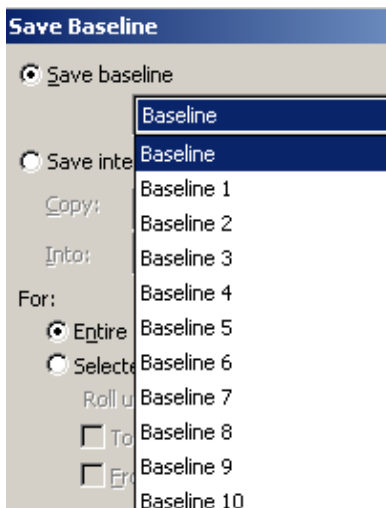 Save Baseline
Save baseline
Baseline
Baseline
Save inte
Baseline 1
Copy:
Baseline 2
Into:
Baseline 3
For:
Baseline 4
Entire
Baseline 5
Selecte
Baseline 6
Roll u
Baseline 7
To
Baseline 8
Fro
Baseline 9
Baseline 10